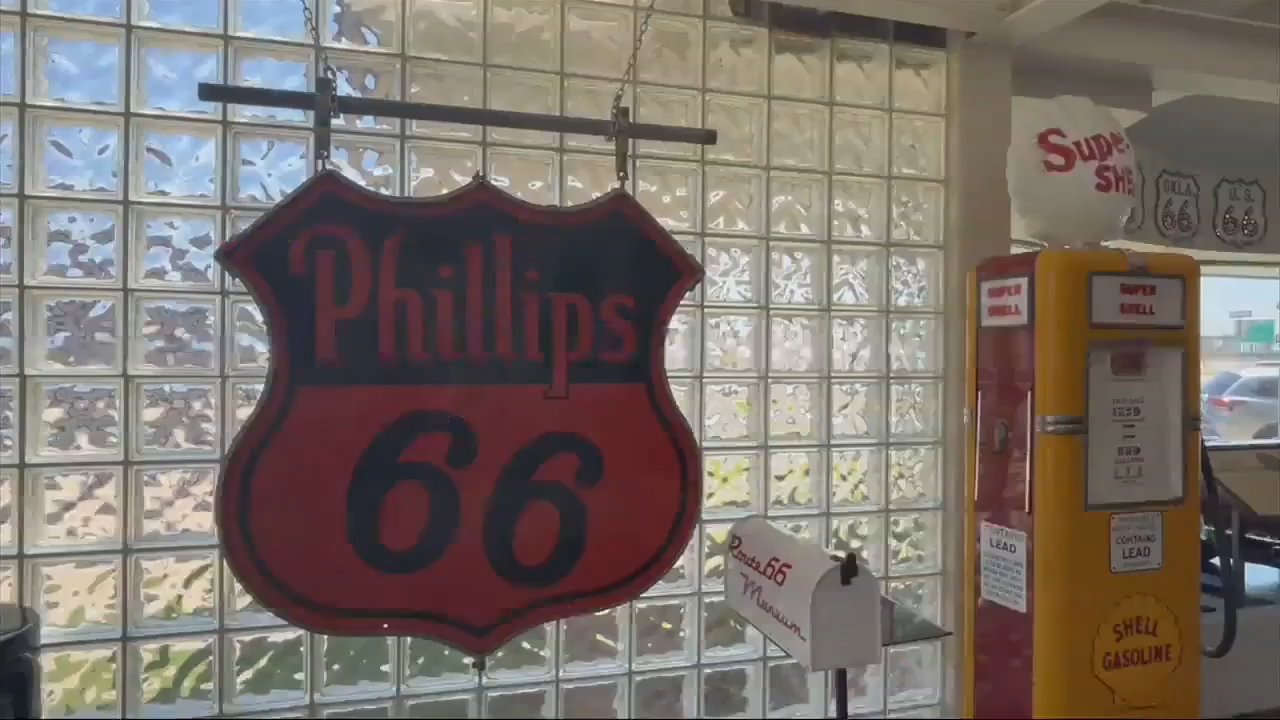 Phillips
66
Route 66
Museum
Super
SHE
OKLA
66
U. S.
66
SUPER
SHELL
SUPER
SHELL
CONTAINS
LEAD
CONTAINS
LEAD
SHELL
GASOLINE